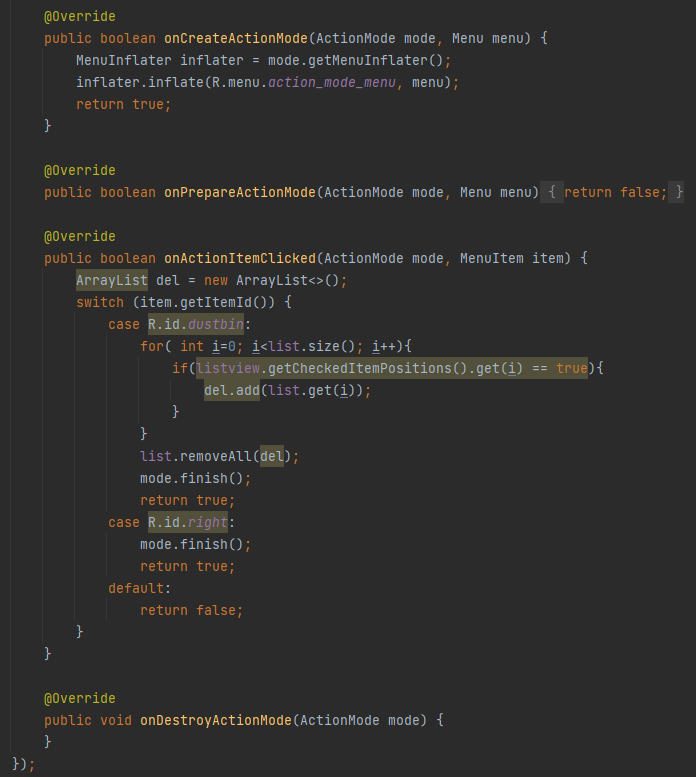 @Override
public boolean onCreateActionMode(ActionMode mode, Menu menu) {
    MenuInflater inflater = mode.getMenuInflater();
    inflater.inflate(R.menu.action_mode_menu, menu);
    return true;
}
@Override
public boolean onPrepareActionMode(ActionMode mode, Menu menu) { return false; }
@Override
public boolean onActionItemClicked(ActionMode mode, MenuItem item) {
    ArrayList del = new ArrayList<>();
    switch (item.getItemId()) {
        case R.id.dustbin:
            for( int i=0; i<list.size(); i++){
                if(listview.getCheckedItemPositions().get(i) == true){
                    del.add(list.get(i));
                }
            }
            list.removeAll(del);
            mode.finish();
            return true;
        case R.id.right:
            mode.finish();
            return true;
        default:
            return false;
    }
}
@Override
public void onDestroyActionMode(ActionMode mode) {
}
});